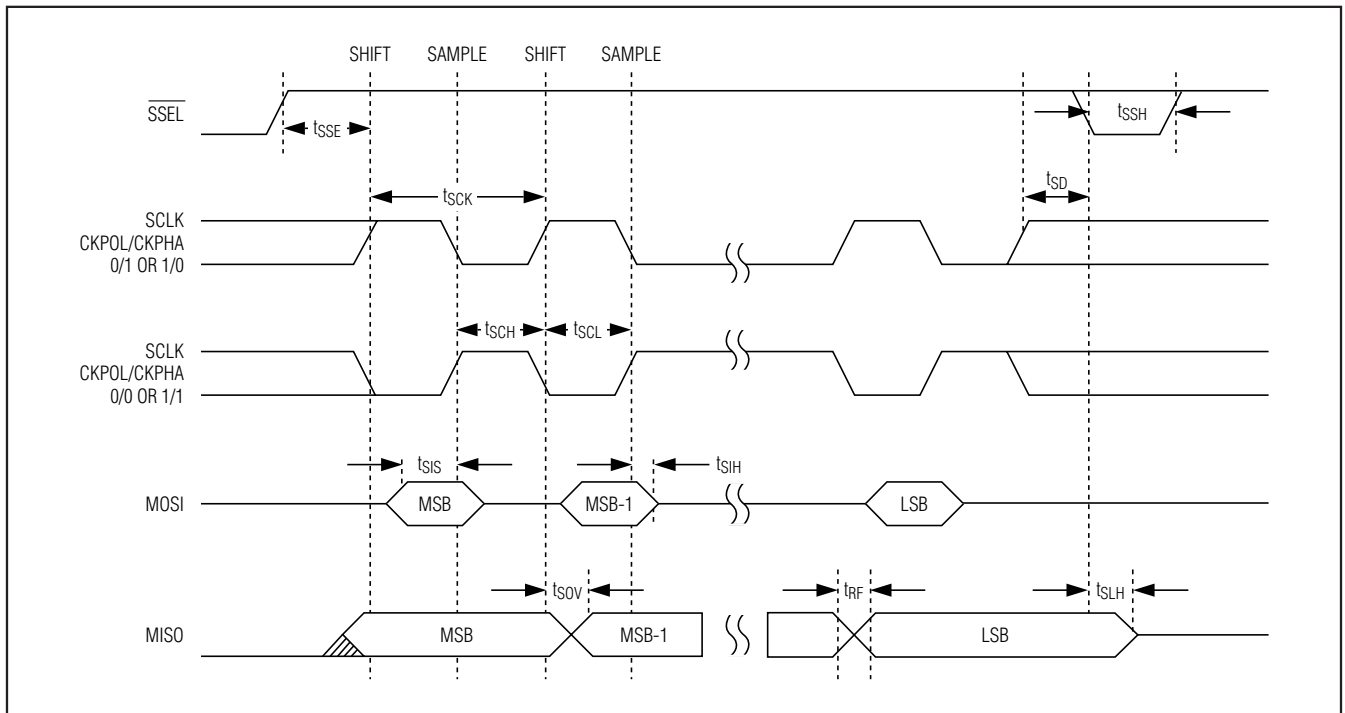 SHIFT SAMPLE SHIFT SAMPLE
SSEL
tSSE
tSSH
tSCK
tSD
SCLK
CKPOL/CKPHA
0/1 OR 1/0
tSCH
tSCL
SCLK
CKPOL/CKPHA
0/0 OR 1/1
tSIS
tSIH
MOSI
MSB
MSB-1
LSB
tSOV
tRF
tSLH
MISO
MSB
MSB-1
LSB